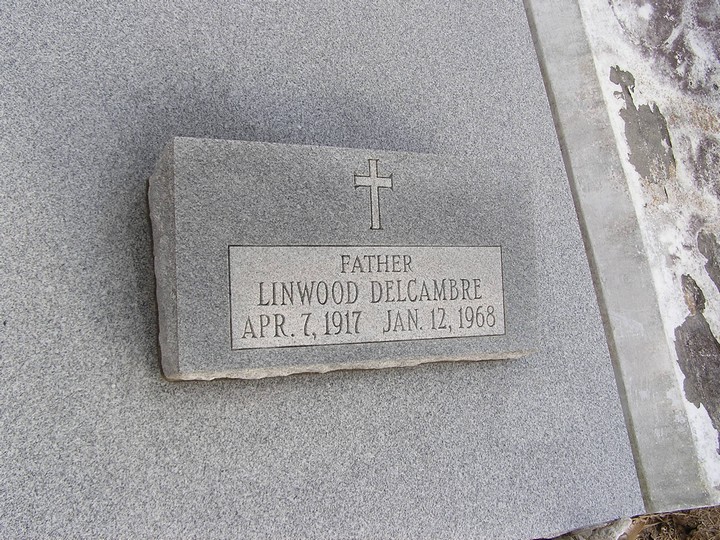 FATHER
LINWOOD DELCAMBRE
APR. 7, 1917 JAN. 12, 1968